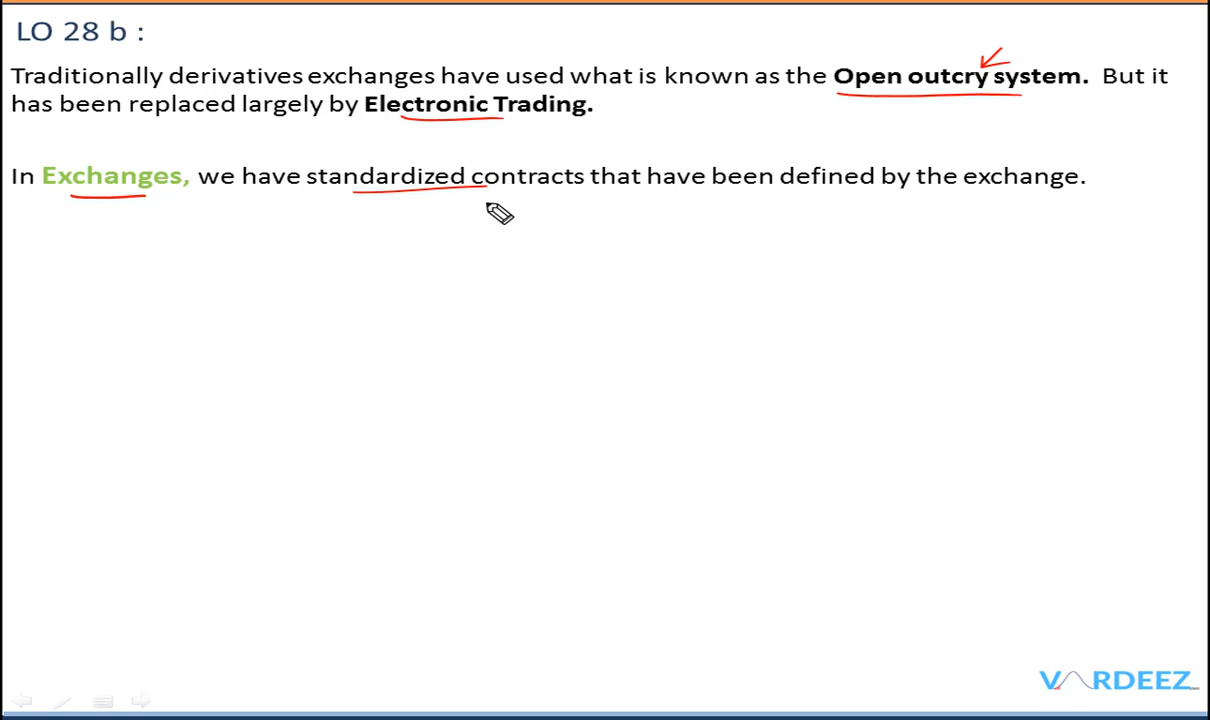 LO 28 b :
Traditionally derivatives exchanges have used what is known as the Open outcry system. But it
has been replaced largely by Electronic Trading.
In Exchanges, we have standardized contracts that have been defined by the exchange.
VARDEEZ